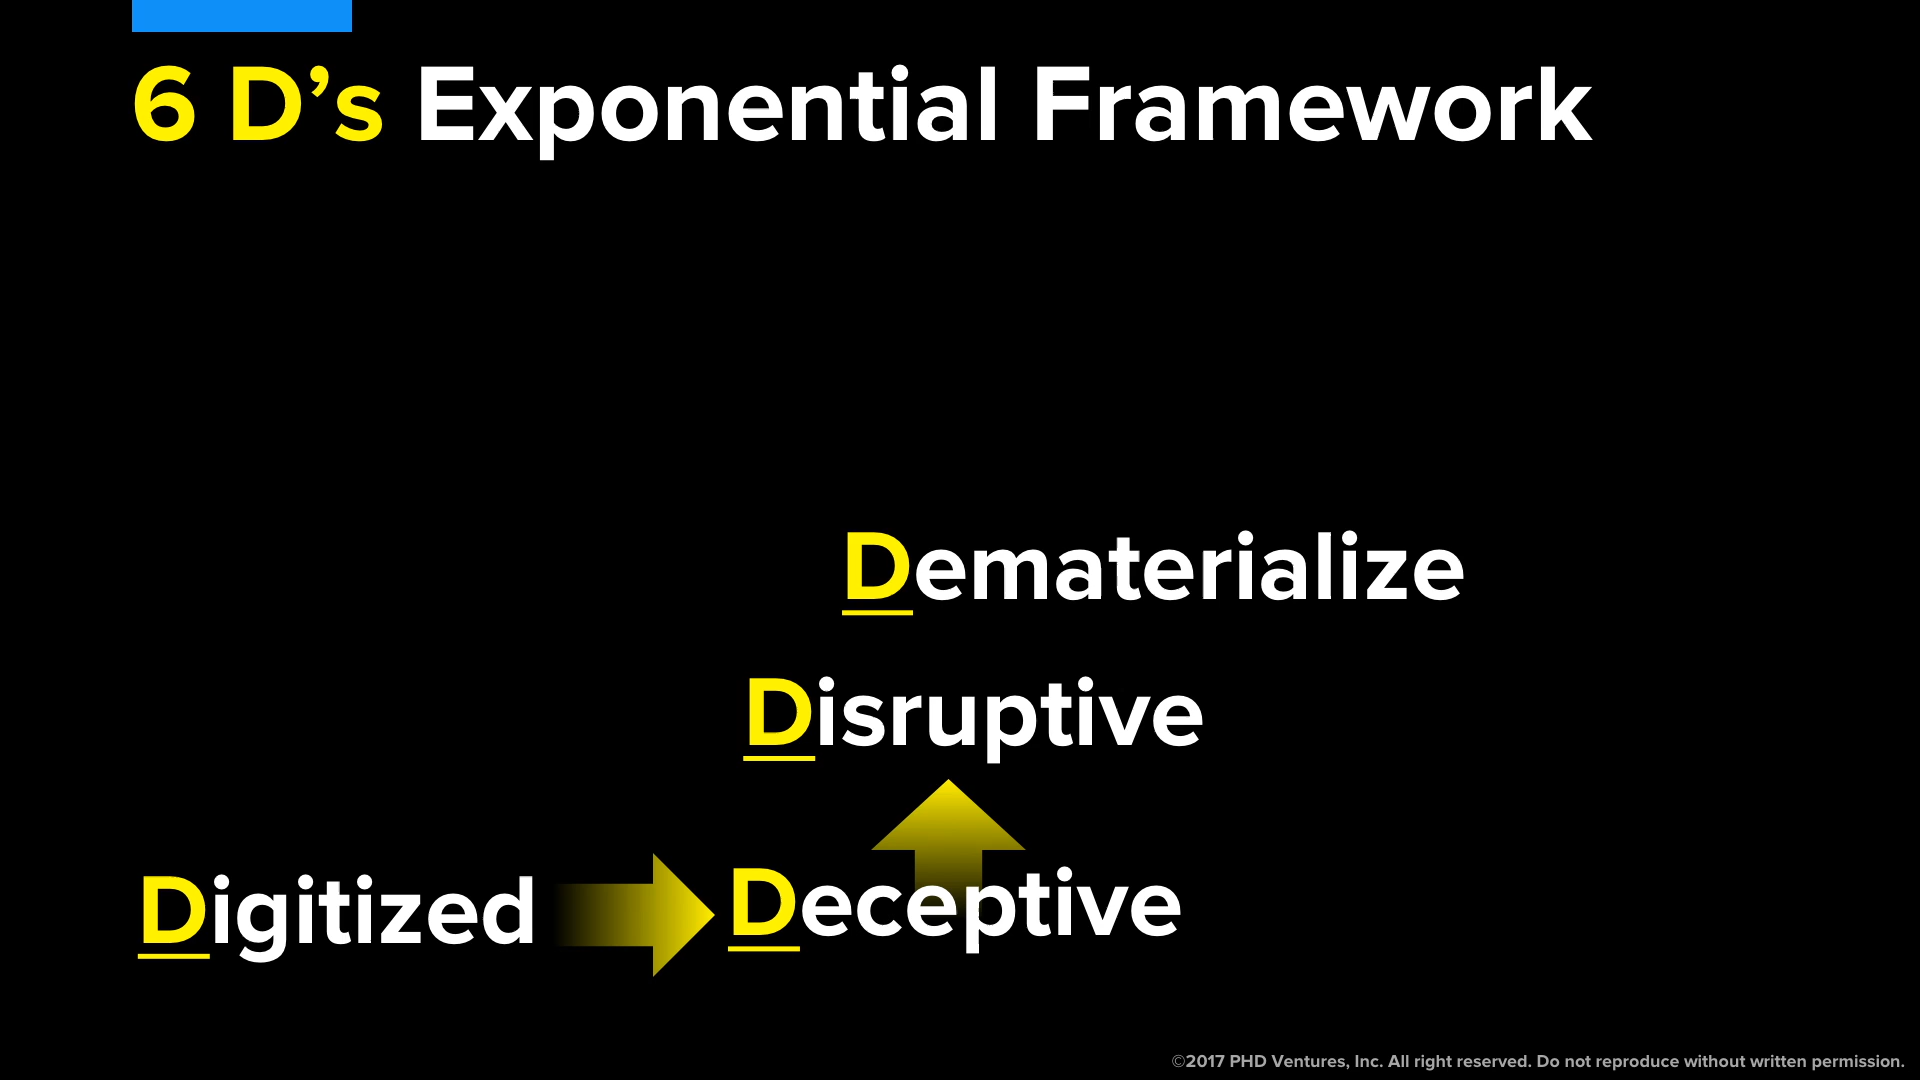 6 D’s Exponential Framework
Dematerialize
Disruptive
Digitized
Deceptive
©2017 PHD Ventures, Inc. All right reserved. Do not reproduce without written permission.